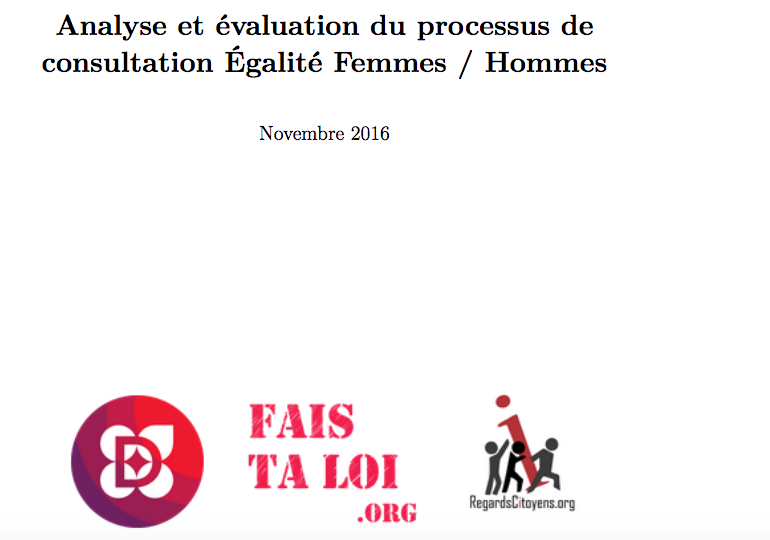 Analyse et évaluation du processus de
consultation Égalité Femmes / Hommes
Novembre 2016
D
FAIS
TA LOI
.ORG
RegardsCitoyens.org